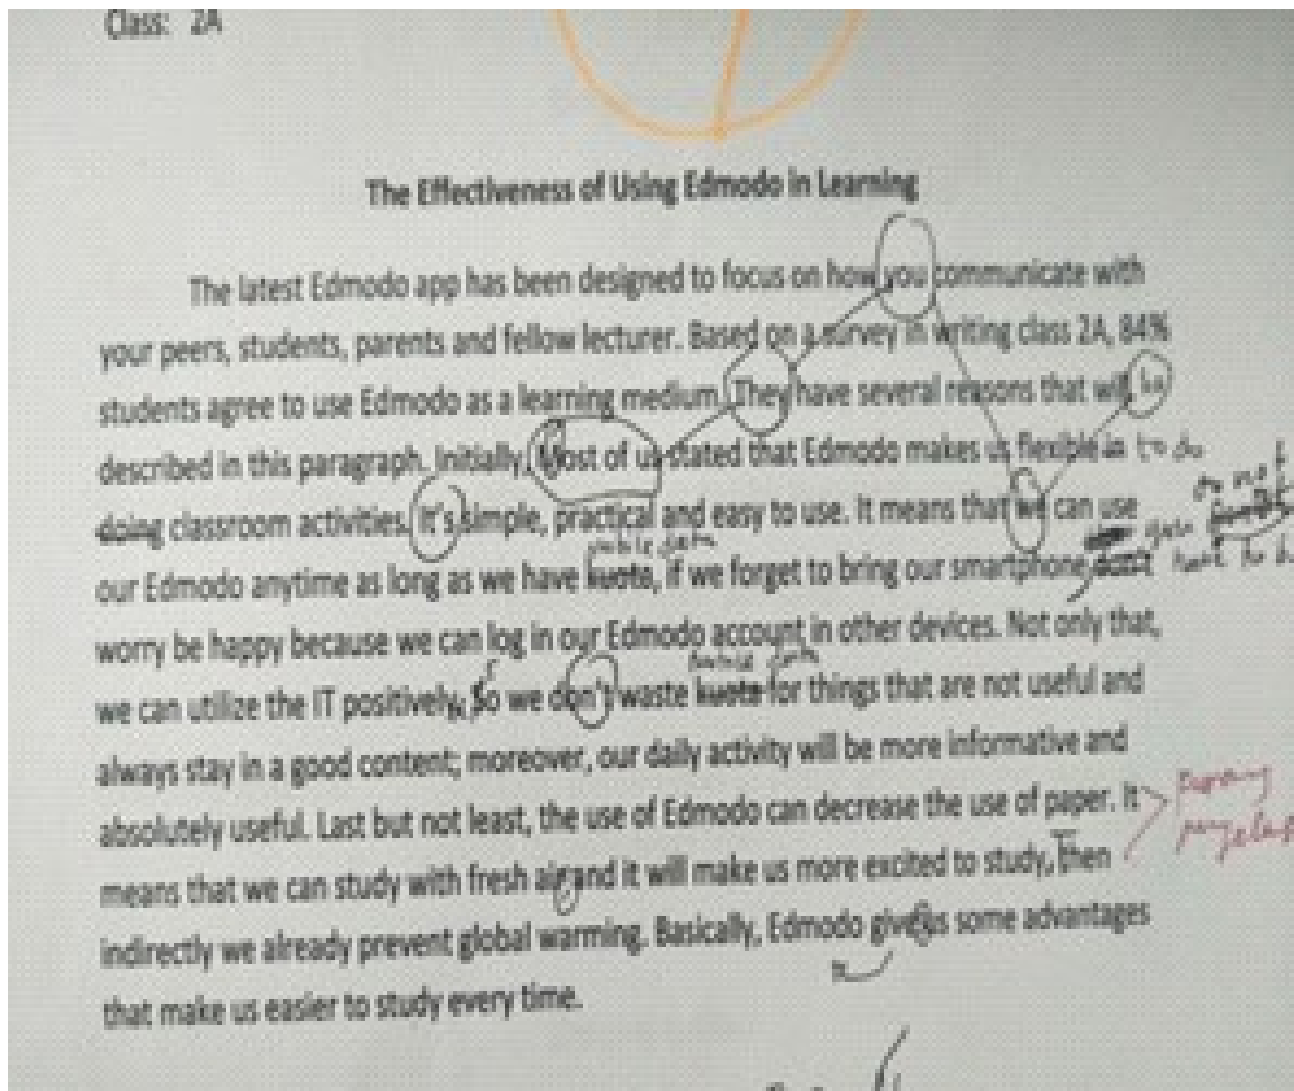 Class: 2A
The Effectiveness of Using Edmodo in Learning
The latest Edmodo app has been designed to focus on how you communicate with
your peers, students, parents and fellow lecturer. Based on a survey in writing class 2A, 84%
students agree to use Edmodo as a learning medium. They have several reasons that will be
described in this paragraph. Initially, Most of us stated that Edmodo makes us flexible in to do
doing classroom activities. It's simple, practical and easy to use. It means that we can use
our Edmodo anytime as long as we have kuota, if we forget to bring our smartphone don't
worry be happy because we can log in our Edmodo account in other devices. Not only that,
we can utilize the IT positively, So we don't waste kuota for things that are not useful and
always stay in a good content; moreover, our daily activity will be more informative and
absolutely useful. Last but not least, the use of Edmodo can decrease the use of paper. It
means that we can study with fresh air and it will make us more excited to study, Then
indirectly we already prevent global warming. Basically, Edmodo gives us some advantages
that make us easier to study every time.